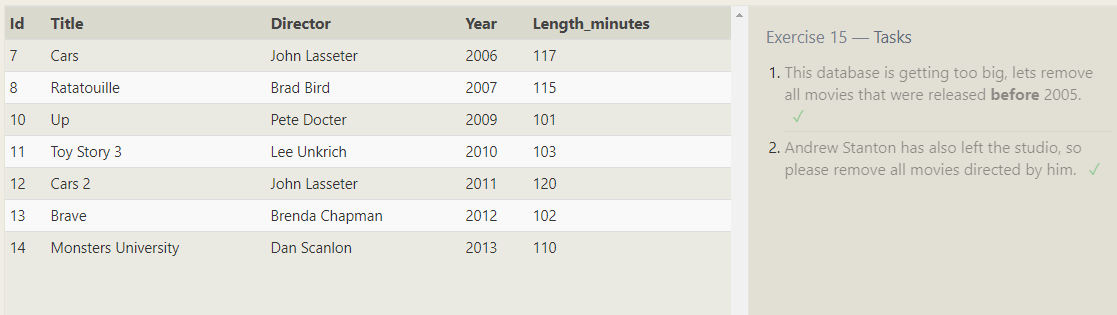 Id Title Director Year Length_minutes
7 Cars John Lasseter 2006 117
8 Ratatouille Brad Bird 2007 115
10 Up Pete Docter 2009 101
11 Toy Story 3 Lee Unkrich 2010 103
12 Cars 2 John Lasseter 2011 120
13 Brave Brenda Chapman 2012 102
14 Monsters University Dan Scanlon 2013 110
Exercise 15 — Tasks
1. This database is getting too big, lets remove
all movies that were released before 2005.
✓
2. Andrew Stanton has also left the studio, so
please remove all movies directed by him. ✓